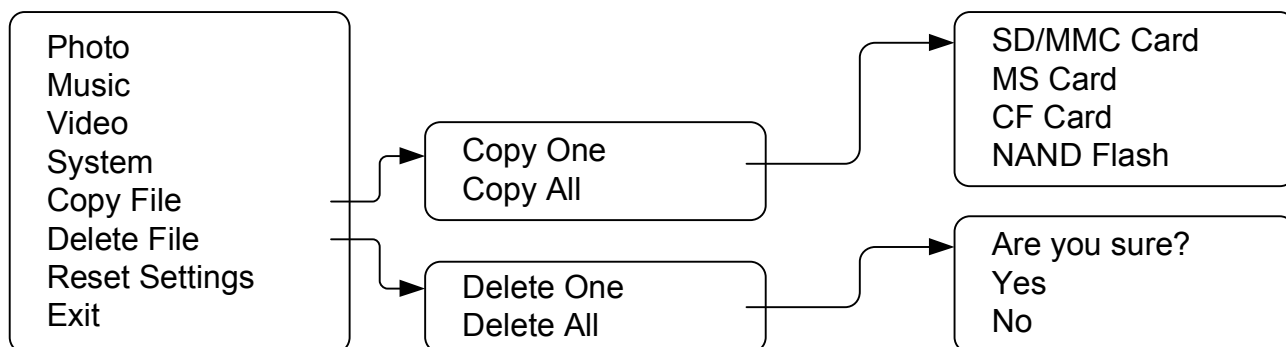 Photo
Music
Video
System
Copy File
Delete File
Reset Settings
Exit
Copy One
Copy All
Delete One
Delete All
SD/MMC Card
MS Card
CF Card
NAND Flash
Are you sure?
Yes
No